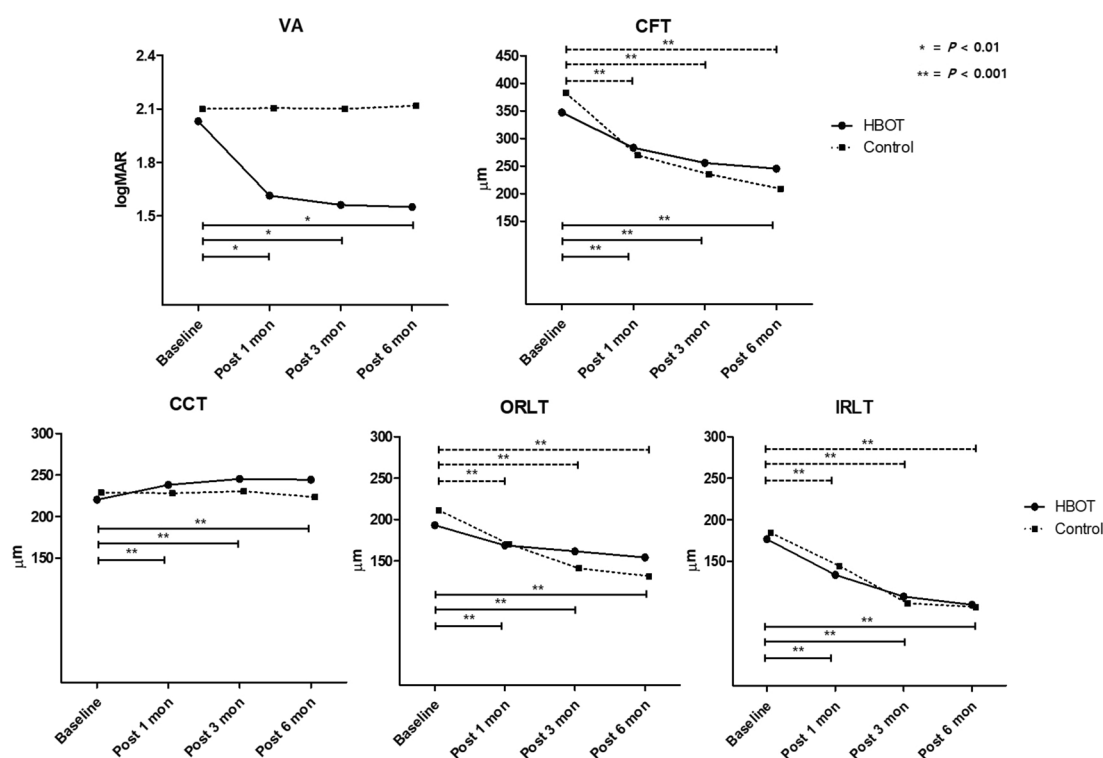 VA
2.4
2.1
1.8
1.5
logMAR
*
*
*
Baseline
Post 1 mon
Post 3 mon
Post 6 mon
CFT
450
400
350
300
250
200
150
µm
**
**
**
**
**
**
Baseline
Post 1 mon
Post 3 mon
Post 6 mon
* = P < 0.01
** = P < 0.001
HBOT
Control
CCT
300
250
200
150
µm
**
**
**
Baseline
Post 1 mon
Post 3 mon
Post 6 mon
ORLT
300
250
200
150
µm
**
**
**
**
**
**
Baseline
Post 1 mon
Post 3 mon
Post 6 mon
IRLT
300
250
200
150
µm
**
**
**
**
**
**
Baseline
Post 1 mon
Post 3 mon
Post 6 mon
HBOT
Control